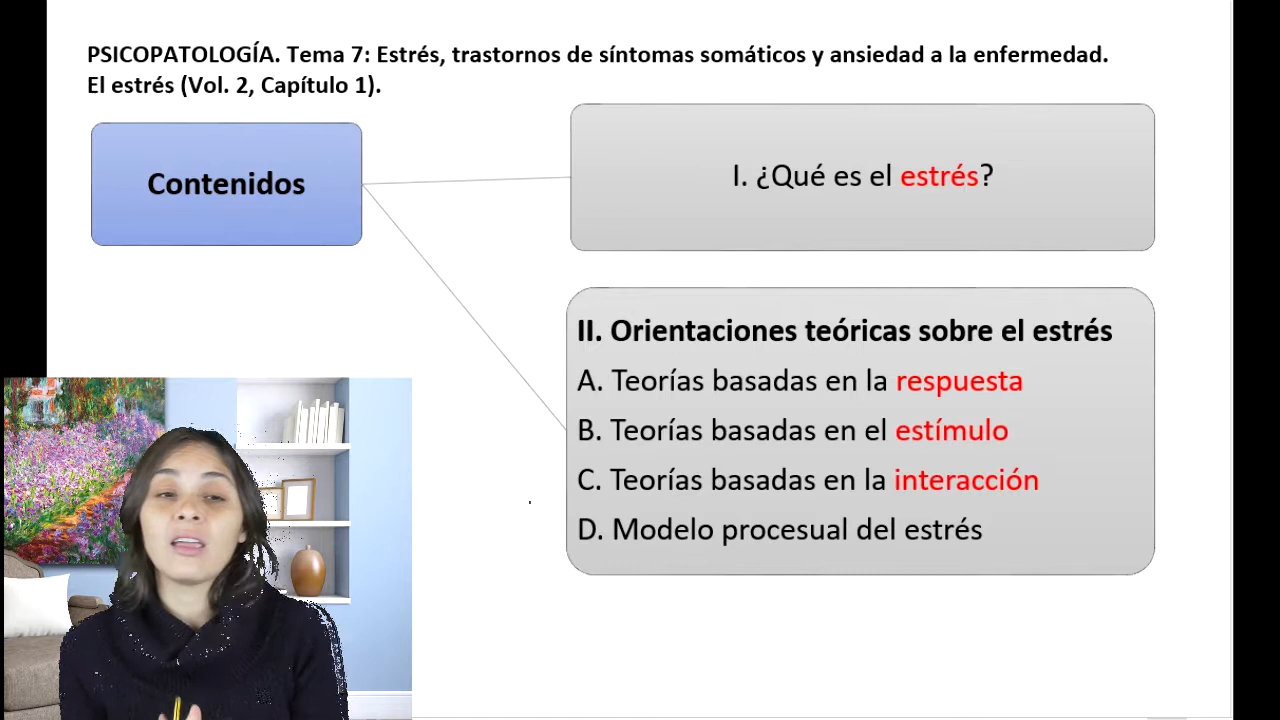 PSICOPATOLOGÍA. Tema 7: Estrés, trastornos de síntomas somáticos y ansiedad a la enfermedad.
El estrés (Vol. 2, Capítulo 1).
Contenidos
I. ¿Qué es el estrés?
II. Orientaciones teóricas sobre el estrés
A. Teorías basadas en la respuesta
B. Teorías basadas en el estímulo
C. Teorías basadas en la interacción
D. Modelo procesual del estrés